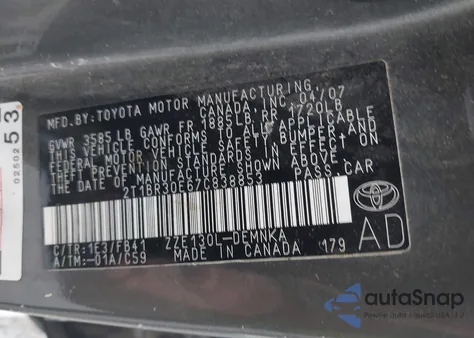 MFD.BY:TOYOTA MOTOR MANUFACTURING
CANADA, INC. 04/07
GVWR 3585 LB GAWR FR 1885LB RR 1720LB
THIS VEHICLE CONFORMS TO ALL APPLICABLE
FEDERAL MOTOR VEHICLE SAFETY, BUMPER, AND
THEFT PREVENTION STANDARDS IN EFFECT ON
THE DATE OF MANUFACTURE SHOWN ABOVE.
2T1BR30E67C838853 PASS.CAR
C/TR:1E3/FB41 ZZE130L-DEMNKA
A/TM:-01A/C59 MADE IN CANADA 179
AD
53
02502
autoSnap